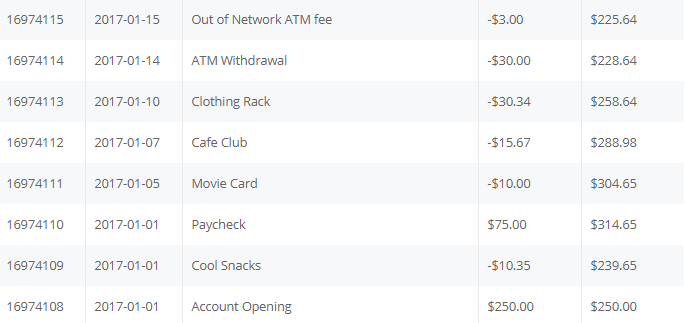 16974115 2017-01-15 Out of Network ATM fee -$3.00 $225.64
16974114 2017-01-14 ATM Withdrawal -$30.00 $228.64
16974113 2017-01-10 Clothing Rack -$30.34 $258.64
16974112 2017-01-07 Cafe Club -$15.67 $288.98
16974111 2017-01-05 Movie Card -$10.00 $304.65
16974110 2017-01-01 Paycheck $75.00 $314.65
16974109 2017-01-01 Cool Snacks -$10.35 $239.65
16974108 2017-01-01 Account Opening $250.00 $250.00